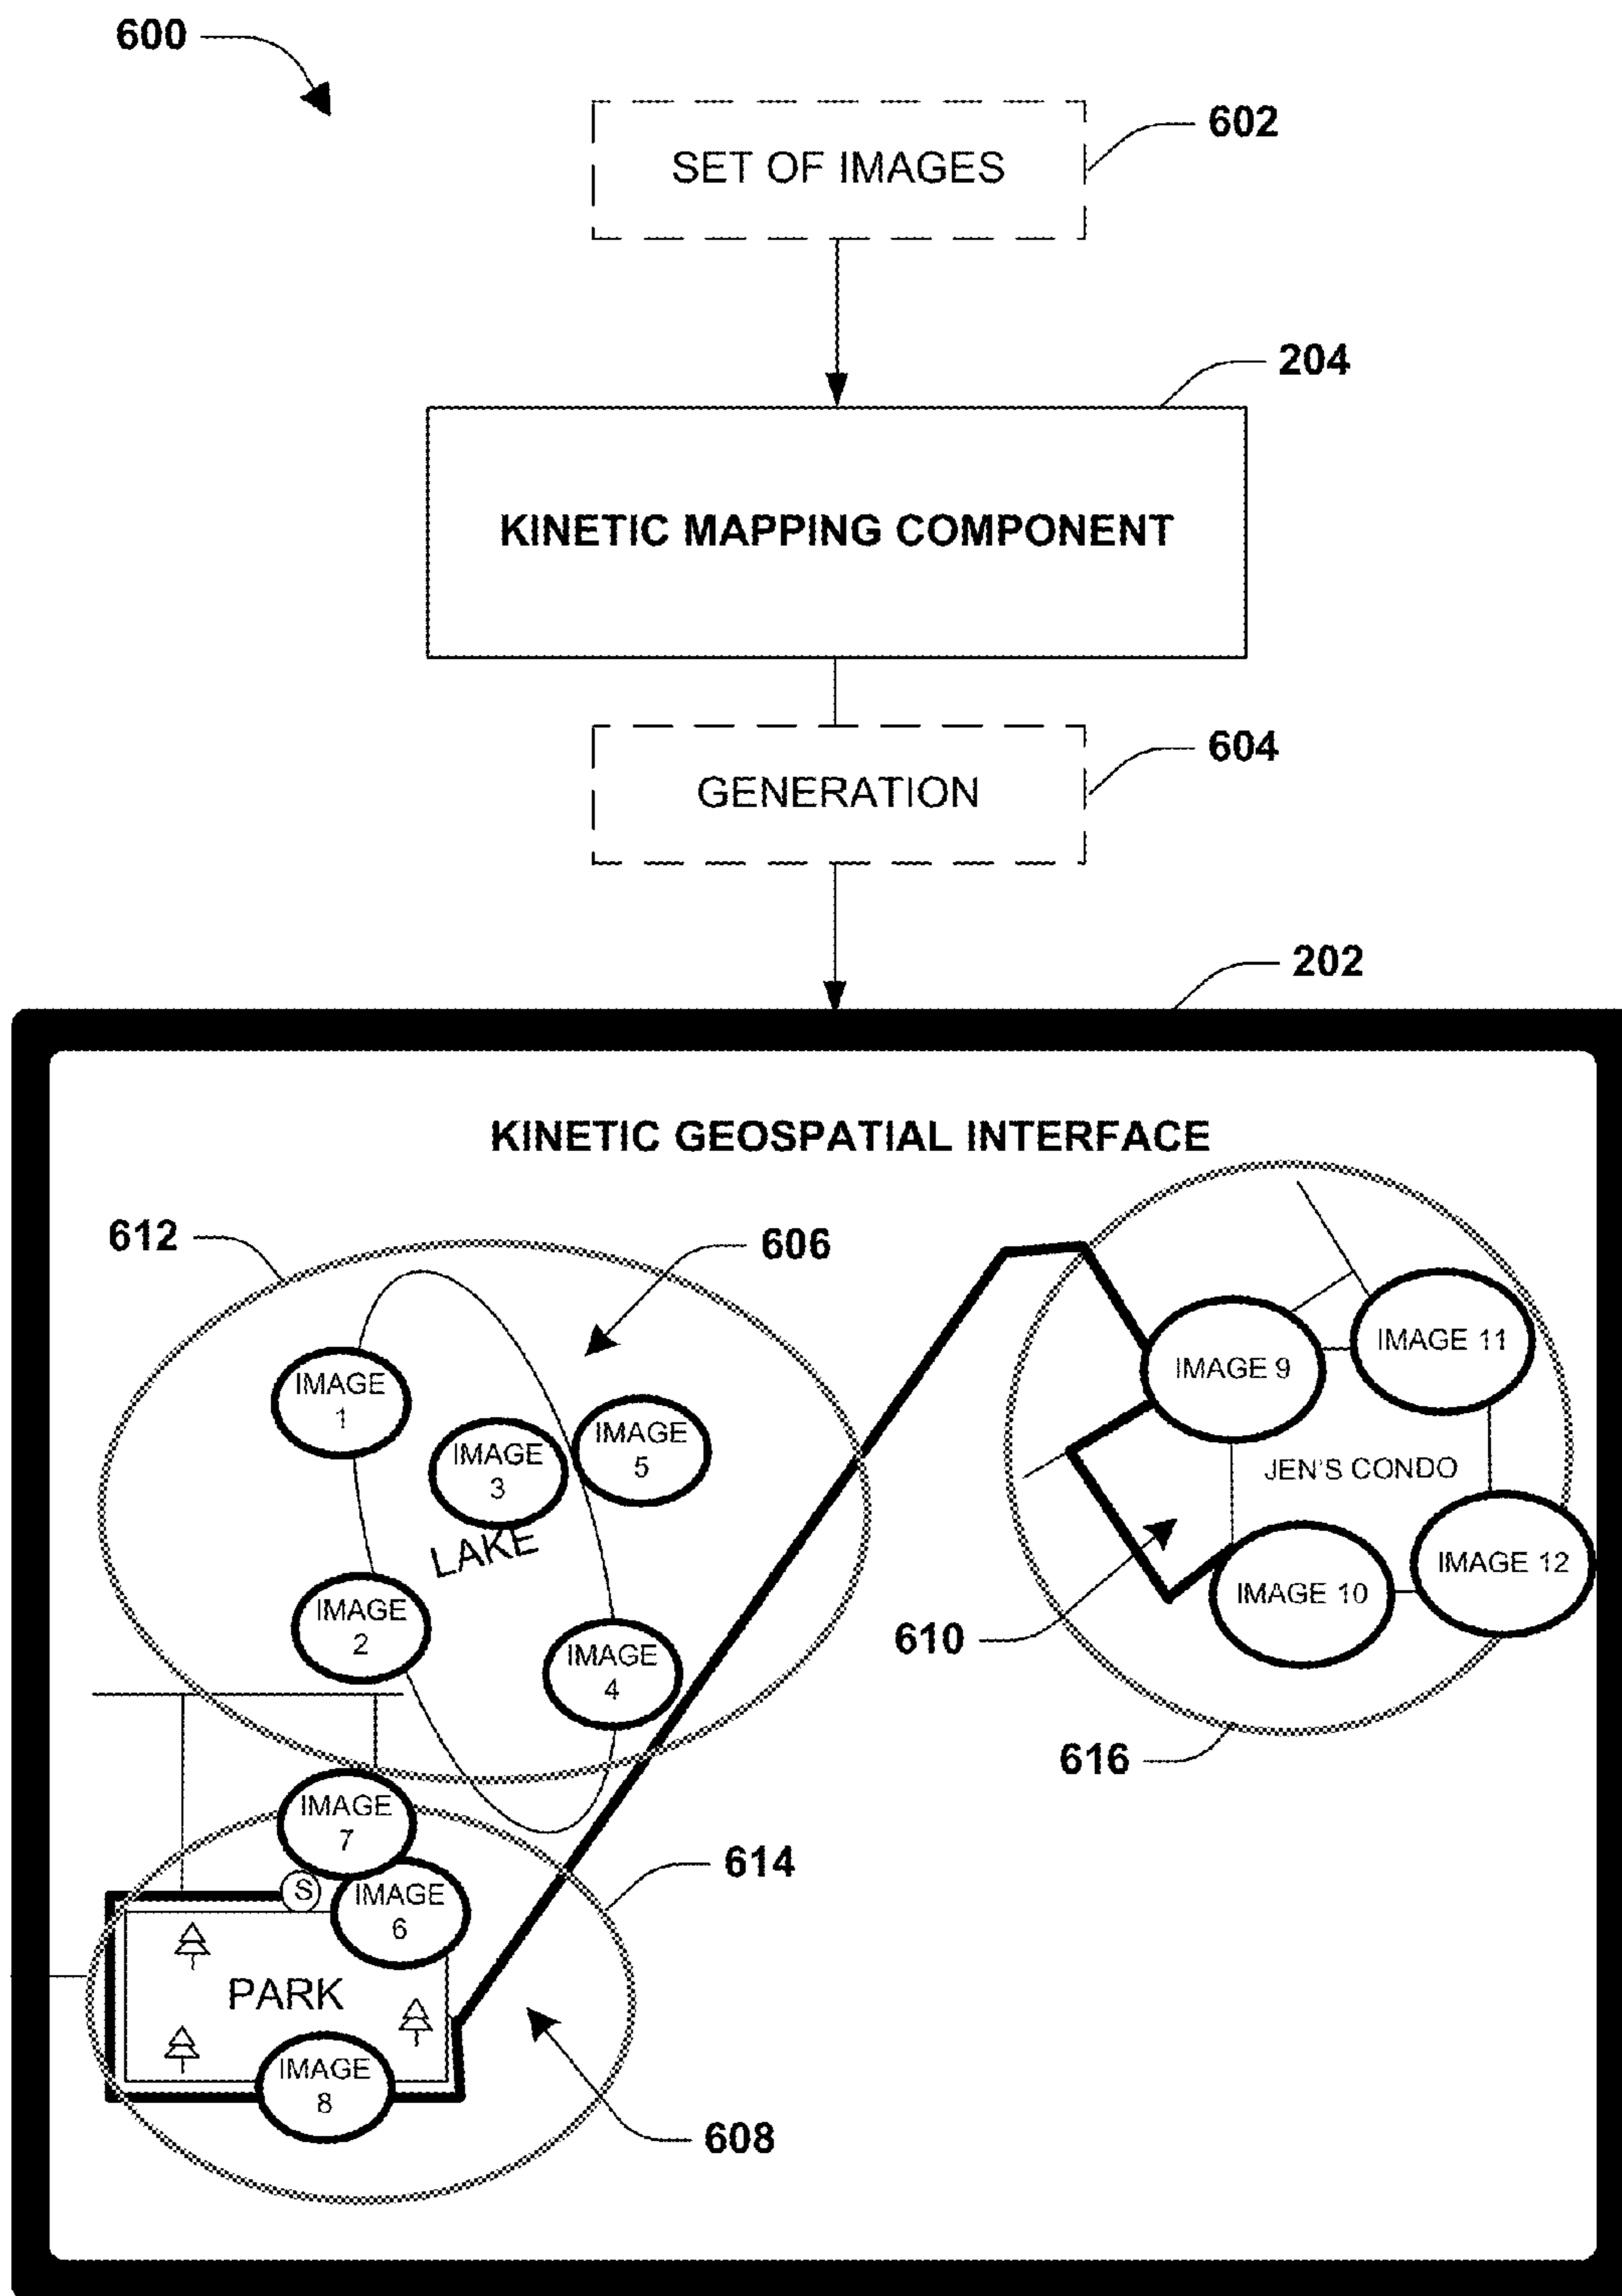 600
602
SET OF IMAGES
204
KINETIC MAPPING COMPONENT
604
GENERATION
202
KINETIC GEOSPATIAL INTERFACE
612
606
IMAGE
1
IMAGE
3
IMAGE
5
LAKE
IMAGE
2
IMAGE
4
IMAGE 9
IMAGE 11
JEN'S CONDO
IMAGE 10
IMAGE 12
610
616
IMAGE
7
614
S
IMAGE
6
PARK
IMAGE
8
608